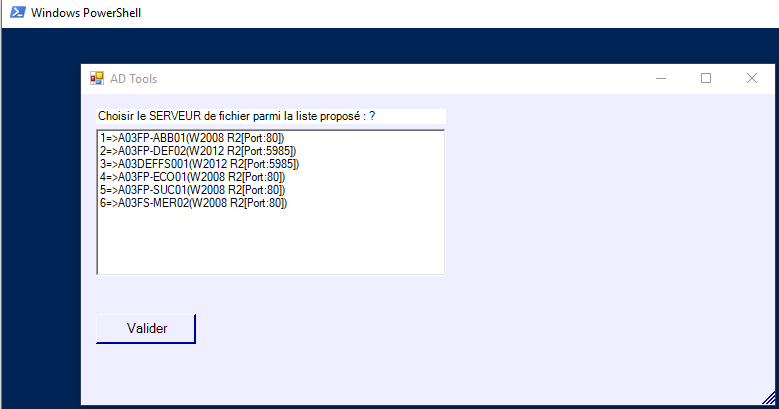 Windows PowerShell
AD Tools
Choisir le SERVEUR de fichier parmi la liste proposé : ?
1=>A03FP-ABB01(W2008 R2[Port:80])
2=>A03FP-DEF02(W2012 R2[Port:5985])
3=>A03DEFFS001(W2012 R2[Port:5985])
4=>A03FP-ECO01(W2008 R2[Port:80])
5=>A03FP-SUC01(W2008 R2[Port:80])
6=>A03FS-MER02(W2008 R2[Port:80])
Valider